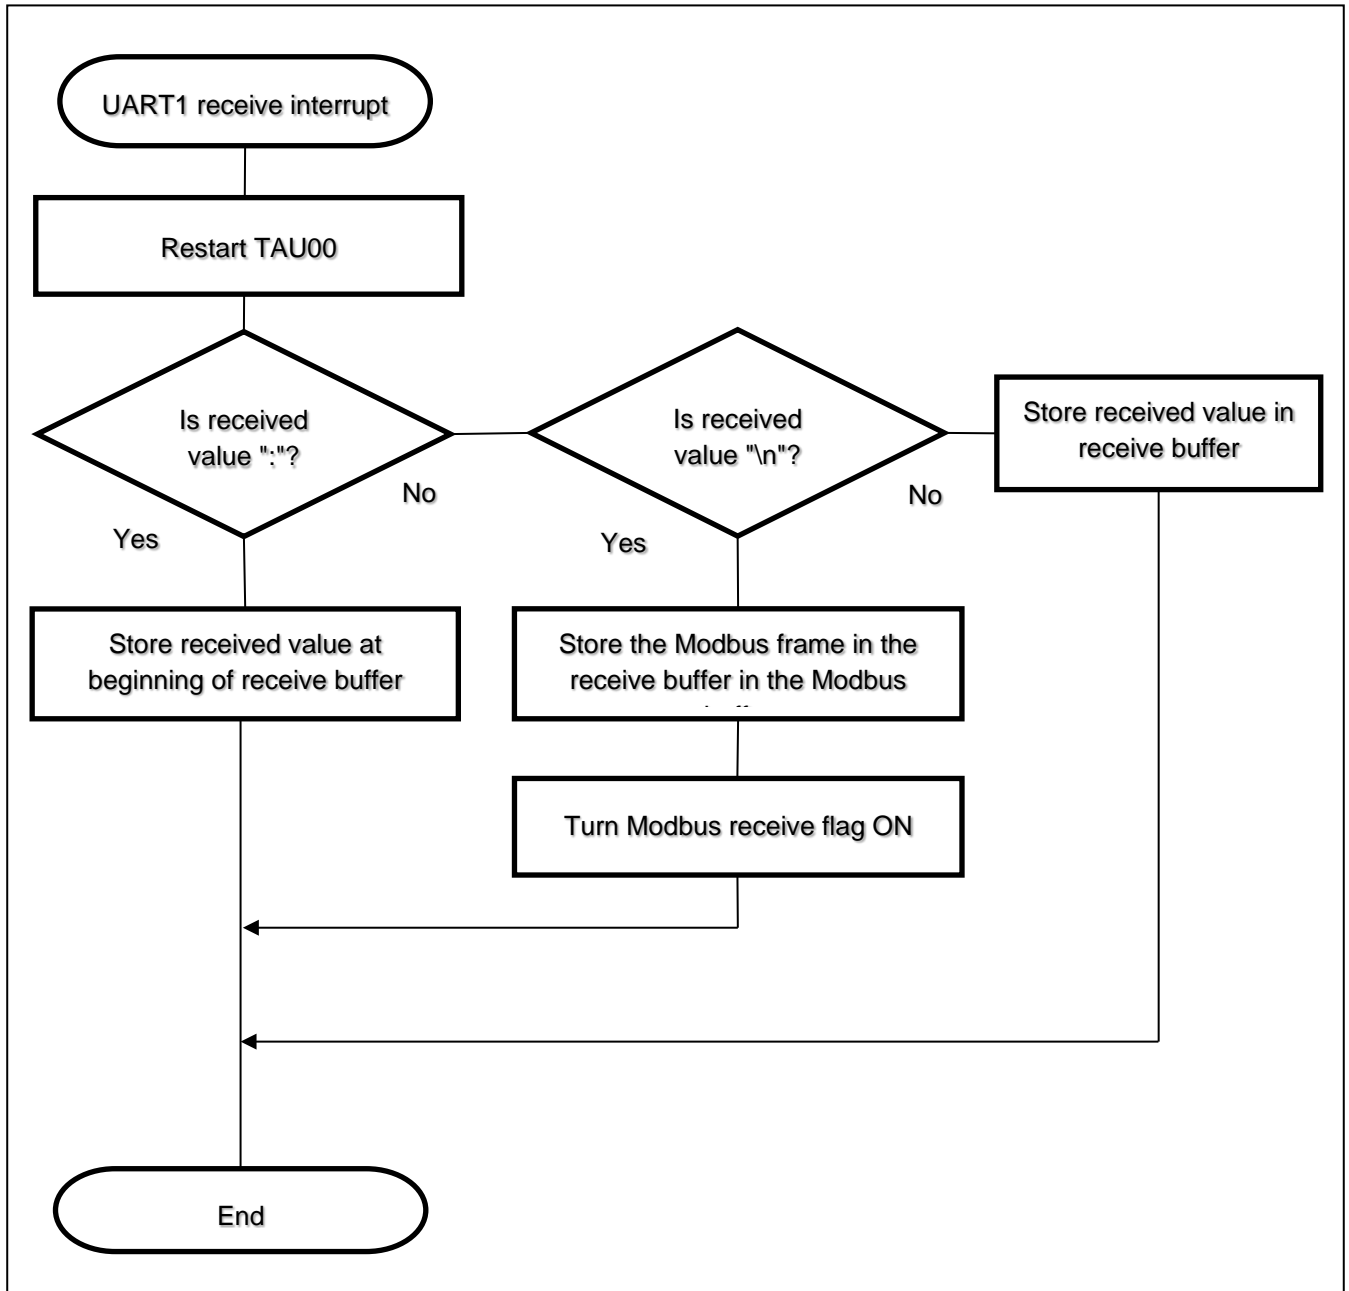 UART1 receive interrupt
Restart TAU00
Is received
value ":"?
No
Yes
Is received
value "\n"?
No
Yes
Store received value in
receive buffer
Store received value at
beginning of receive buffer
Store the Modbus frame in the
receive buffer in the Modbus
Turn Modbus receive flag ON
End